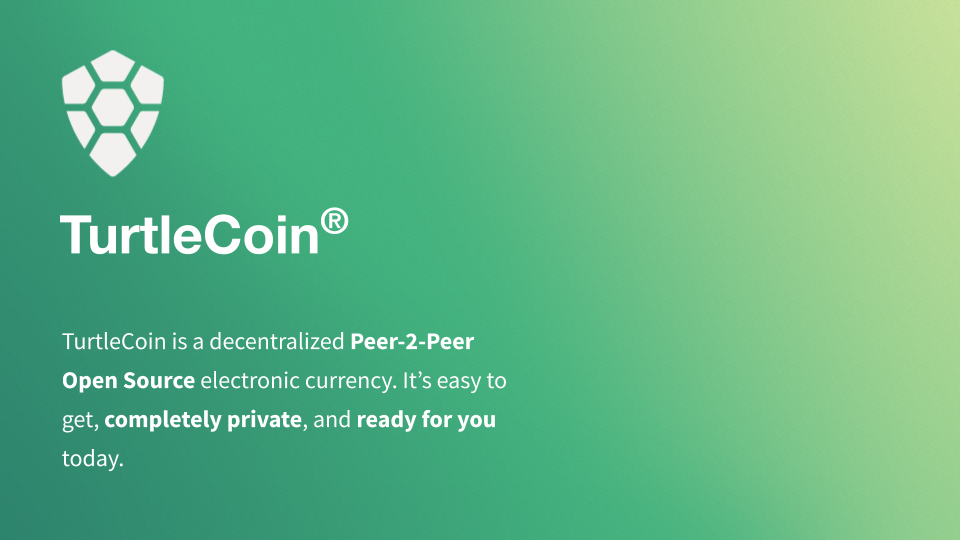 TurtleCoin®
TurtleCoin is a decentralized Peer-2-Peer
Open Source electronic currency. It’s easy to
get, completely private, and ready for you
today.